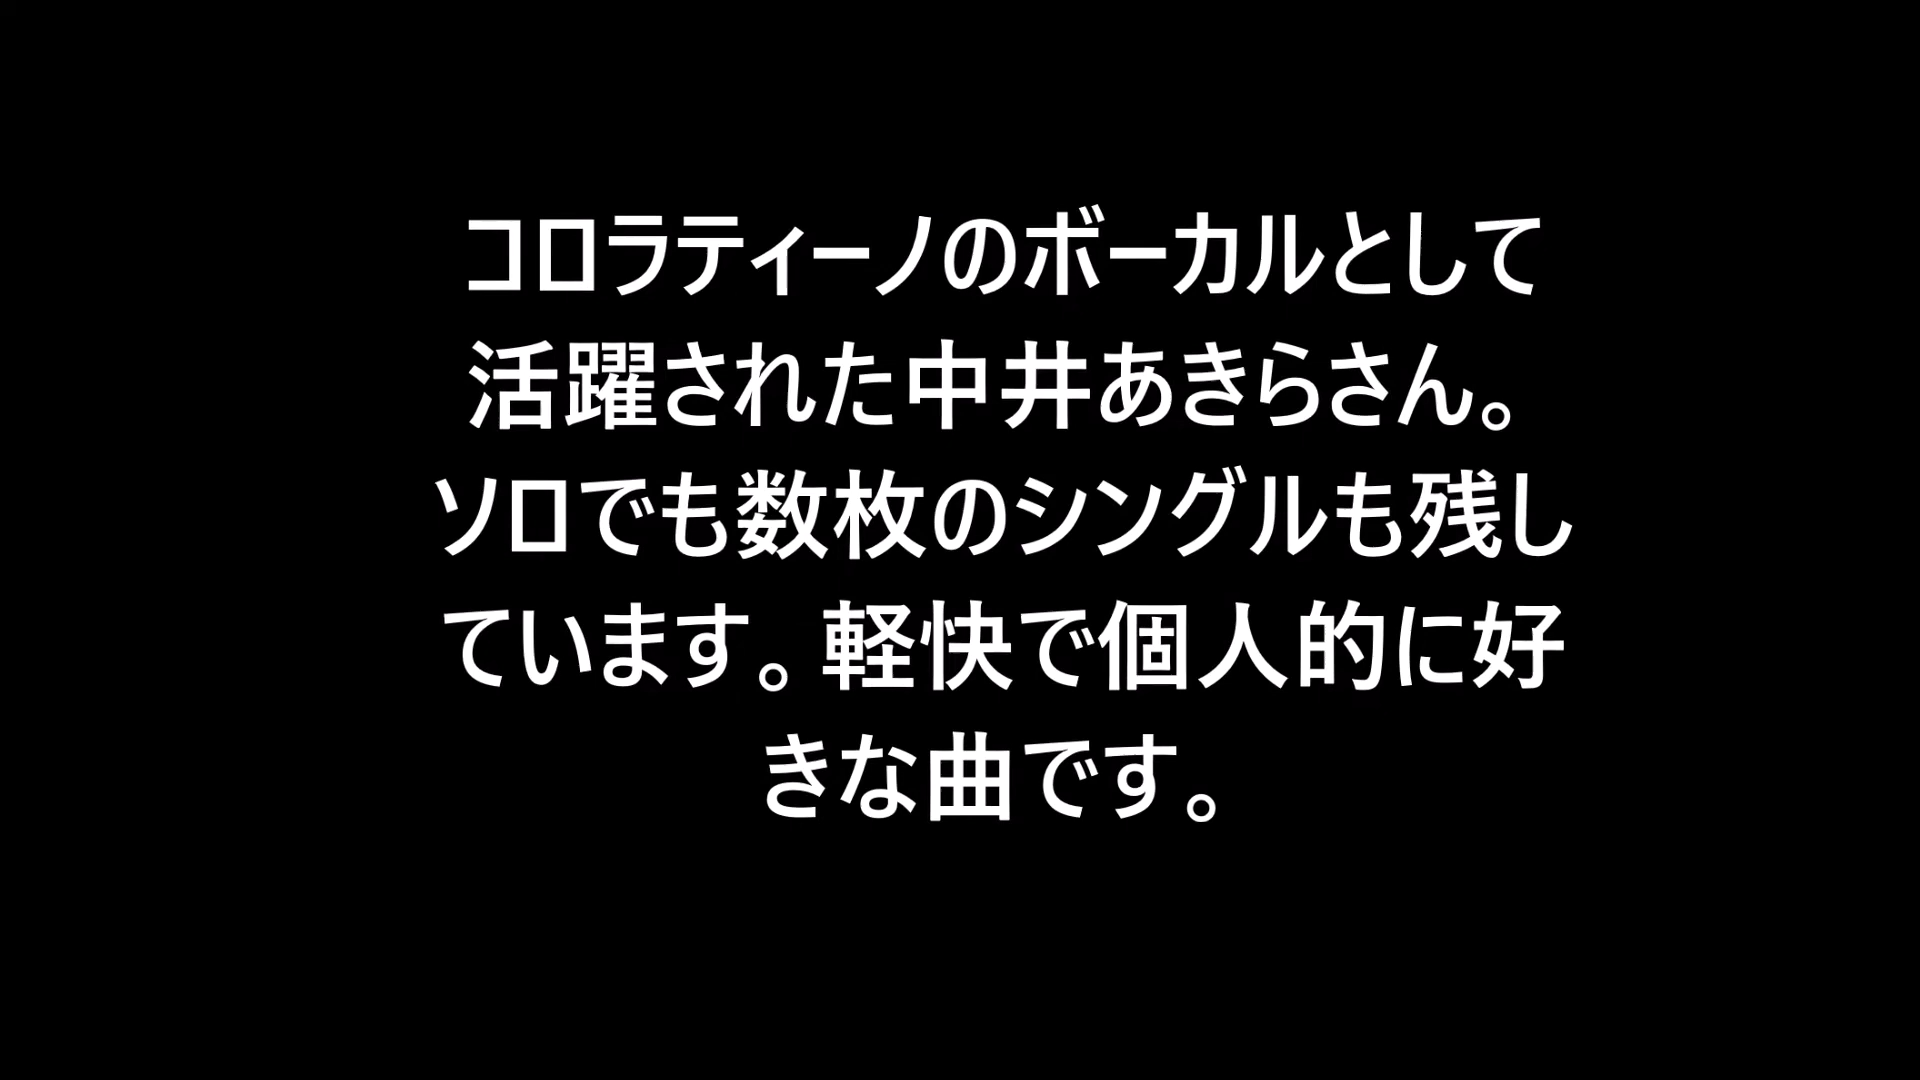 コロラティーノのボーカルとして
活躍された中井あきらさん。
ソロでも数枚のシングルも残し
ています。軽快で個人的に好
きな曲です。